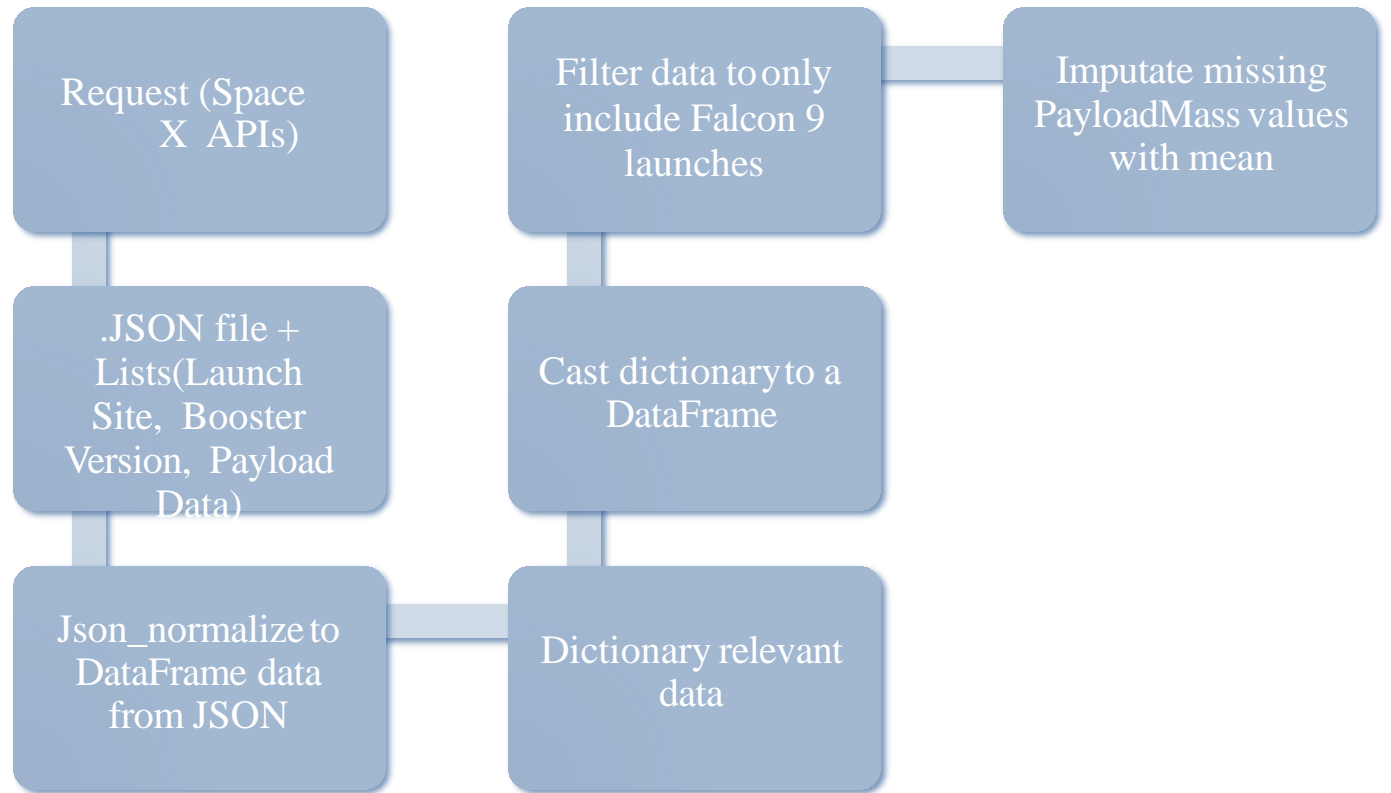 Request (Space
X APIs)
.JSON file +
Lists(Launch
Site, Booster
Version, Payload
Data)
Json_normalize to
DataFrame data
from JSON
Dictionary relevant
data
Cast dictionary to a
DataFrame
Filter data to only
include Falcon 9
launches
Imputate missing
PayloadMass values
with mean